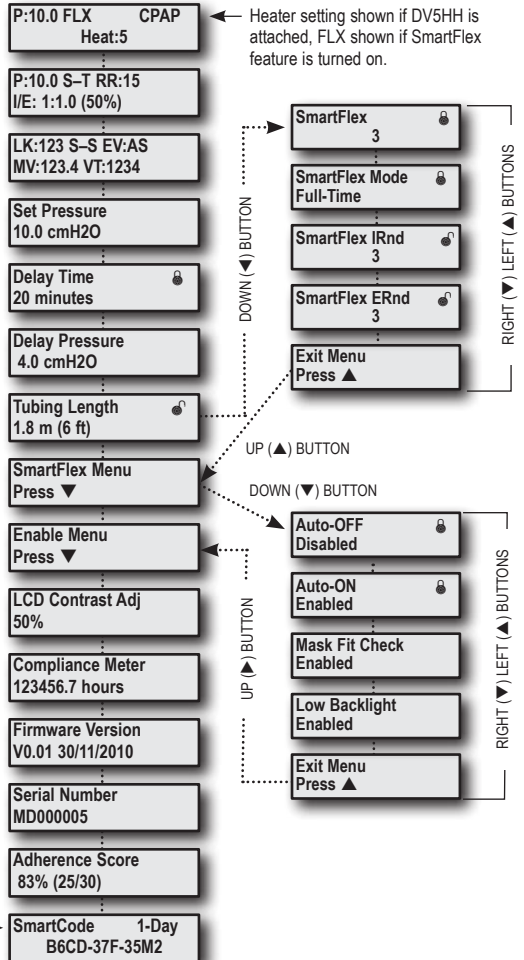 P:10.0 FLX CPAP
Heat:5
Heater setting shown if DV5HH is
attached, FLX shown if SmartFlex
feature is turned on.
P:10.0 S–T RR:15
I/E: 1:1.0 (50%)
LK:123 S–S EV:AS
MV:123.4 VT:1234
Set Pressure
10.0 cmH2O
Delay Time
20 minutes
Delay Pressure
4.0 cmH2O
Tubing Length
1.8 m (6 ft)
SmartFlex Menu
Press ▼
Enable Menu
Press ▼
LCD Contrast Adj
50%
Compliance Meter
123456.7 hours
Firmware Version
V0.01 30/11/2010
Serial Number
MD000005
Adherence Score
83% (25/30)
SmartCode 1-Day
B6CD-37F-35M2
DOWN (▼) BUTTON
SmartFlex
3
SmartFlex Mode
Full-Time
SmartFlex IRnd
3
SmartFlex ERnd
3
Exit Menu
Press ▲
RIGHT (▼) LEFT (▲) BUTTONS
UP (▲) BUTTON
DOWN (▼) BUTTON
Auto-OFF
Disabled
Auto-ON
Enabled
Mask Fit Check
Enabled
Low Backlight
Enabled
Exit Menu
Press ▲
UP (▲) BUTTON
RIGHT (▼) LEFT (▲) BUTTONS